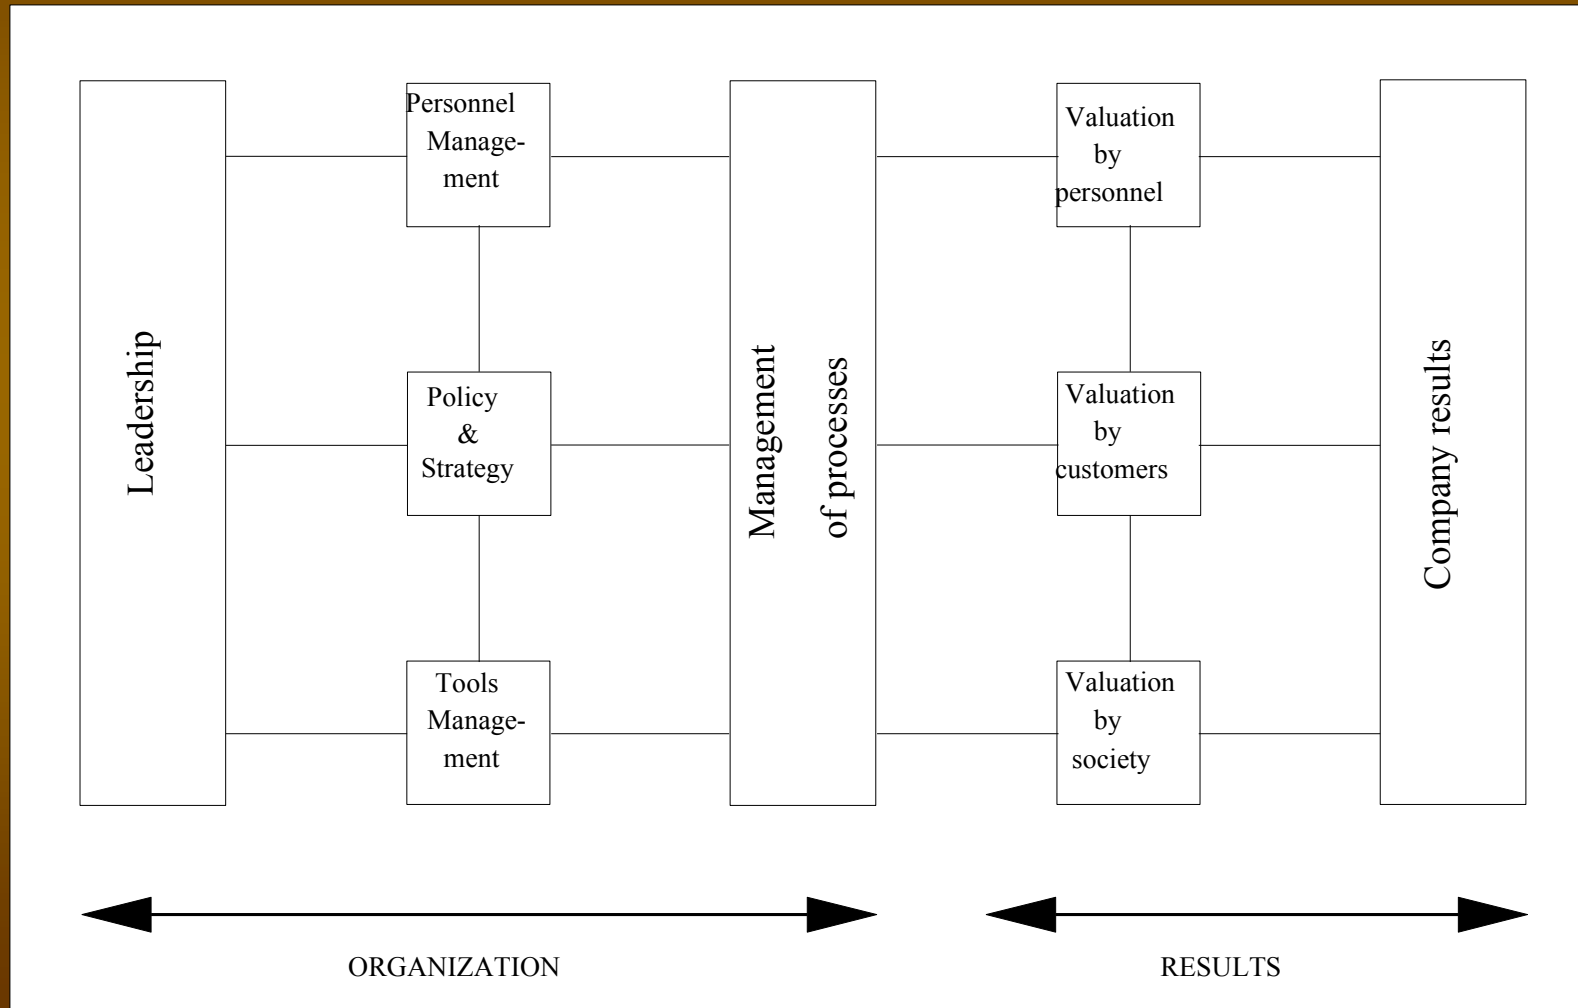 Leadership
Personnel
Manage-
ment
Policy
&
Strategy
Tools
Manage-
ment
Management
of processes
Valuation
by
personnel
Valuation
by
customers
Valuation
by
society
Company results
ORGANIZATION
RESULTS